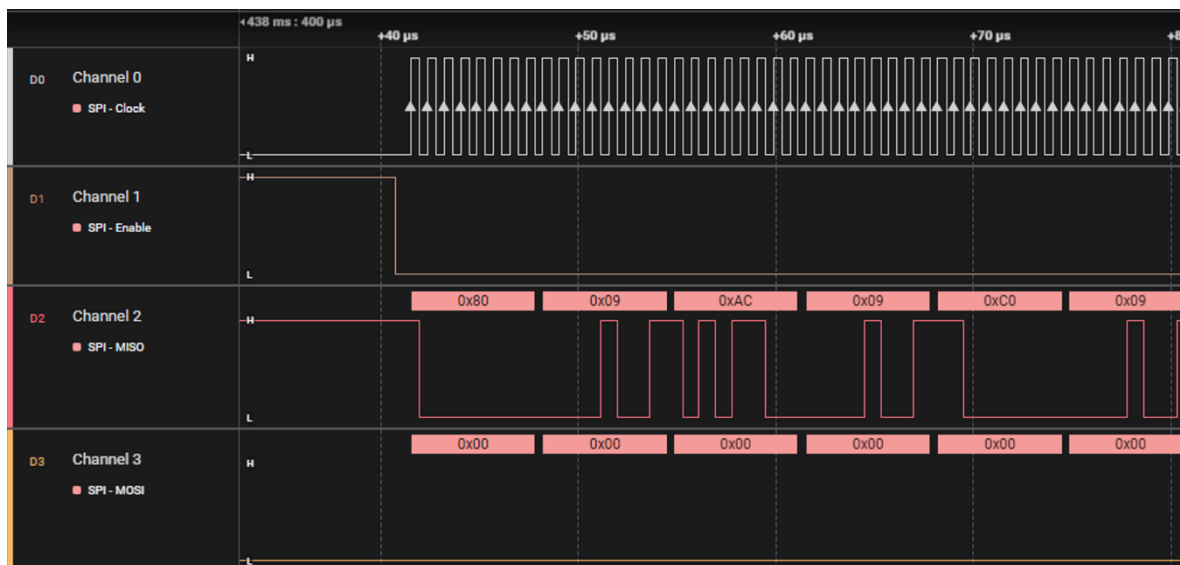 438 ms : 400 µs
+40 µs +50 µs +60 µs +70 µs +8
H
D0 Channel 0
SPI - Clock
L
H
D1 Channel 1
SPI - Enable
L
0x80 0x09 0xAC 0x09 0xC0 0x09
D2 Channel 2 H
SPI - MISO
L
0x00 0x00 0x00 0x00 0x00 0x00
D3 Channel 3 H
SPI - MOSI
L